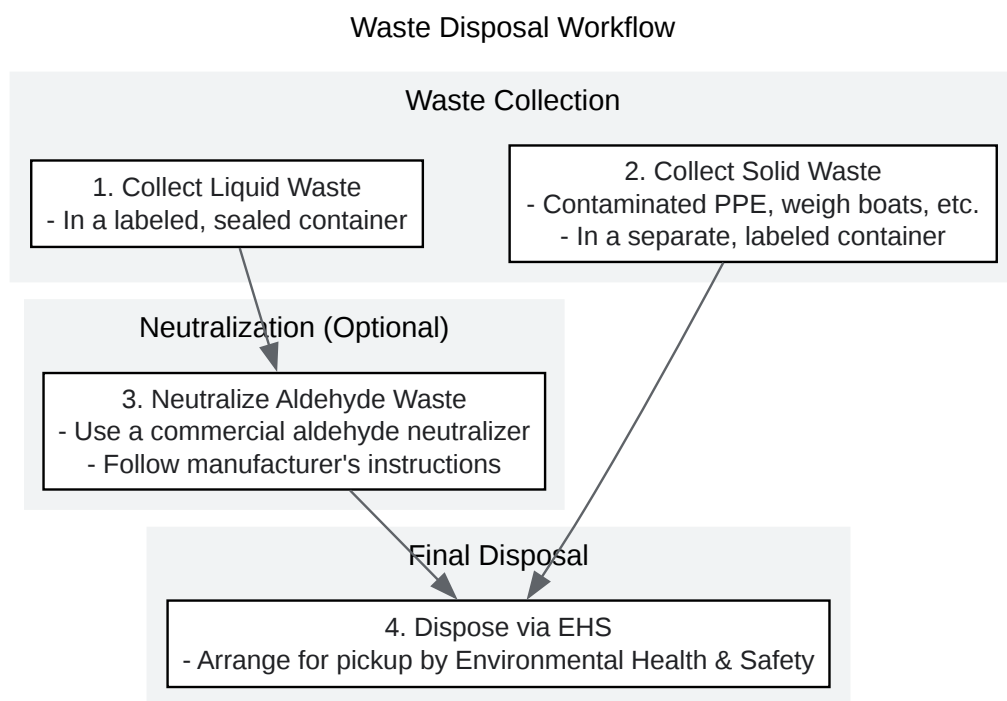 Waste Disposal Workflow
Waste Collection
1. Collect Liquid Waste
- In a labeled, sealed container
2. Collect Solid Waste
- Contaminated PPE, weigh boats, etc.
- In a separate, labeled container
Neutralization (Optional)
3. Neutralize Aldehyde Waste
- Use a commercial aldehyde neutralizer
- Follow manufacturer's instructions
Final Disposal
4. Dispose via EHS
- Arrange for pickup by Environmental Health & Safety